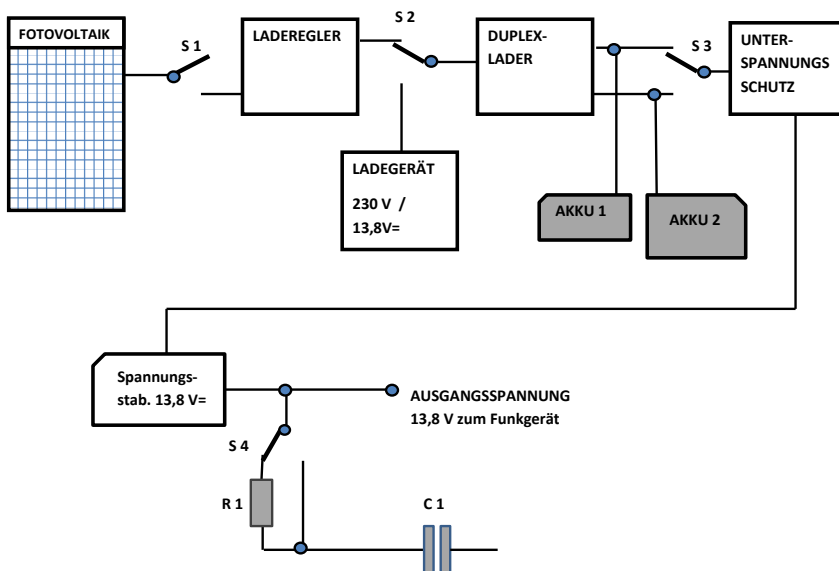 FOTOVOLTAIK
S 1
LADEREGLER
S 2
DUPLEX-
LADER
S 3
UNTER-
SPANNUNGS
SCHUTZ
LADEGERÄT
230 V /
13,8V=
AKKU 1
AKKU 2
Spannungs-
stab. 13,8 V=
AUSGANGSSPANNUNG
13,8 V zum Funkgerät
S 4
R 1
C 1